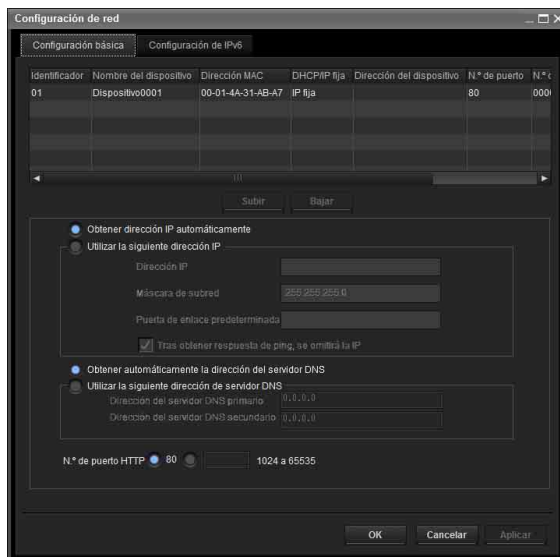 Configuración de red
Configuración básica Configuración de IPv6
Identificador Nombre del dispositivo Dirección MAC DHCP/IP fija Dirección del dispositivo N.º de puerto N.º
01 Dispositivo0001 00-01-4A-31-AB-A7 IP fija 80 000
Subir Bajar
Obtener dirección IP automáticamente
Utilizar la siguiente dirección IP
Dirección IP
Máscara de subred 255.255.255.0
Puerta de enlace predeterminada
Tras obtener respuesta de ping, se omitirá la IP
Obtener automáticamente la dirección del servidor DNS
Utilizar la siguiente dirección de servidor DNS
Dirección del servidor DNS primario 0.0.0.0
Dirección del servidor DNS secundario 0.0.0.0
N.º de puerto HTTP 80 1024 a 65535
OK Cancelar Aplicar